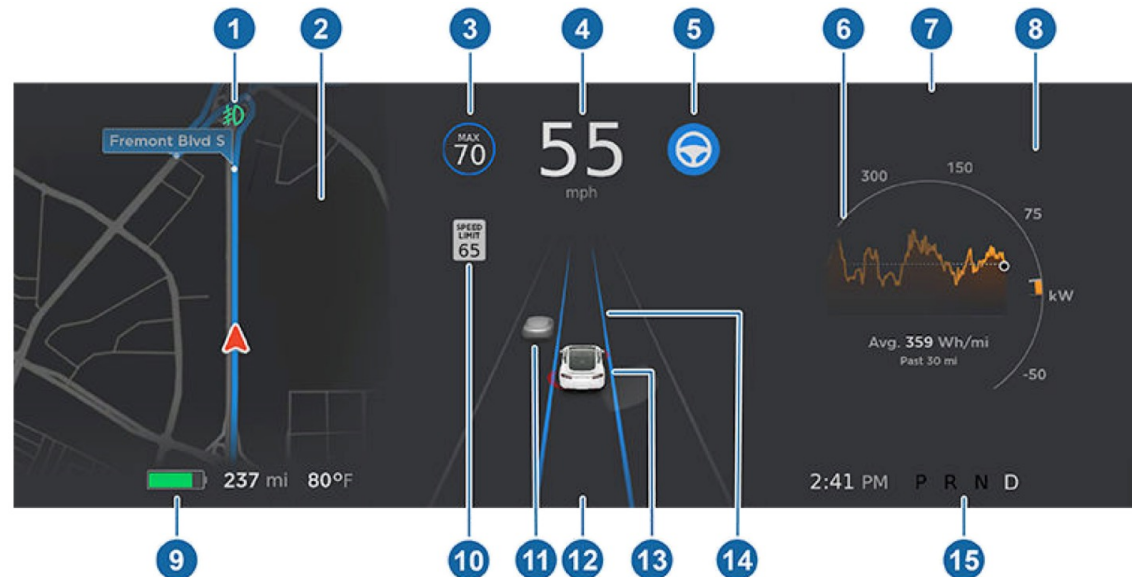 1
2
3
4
5
6
7
8
Fremont Blvd S
MAX
70
55
mph
SPEED
LIMIT
65
300
150
75
kW
-50
Avg. 359 Wh/mi
Past 30 mi
237 mi 80°F
2:41 PM P R N D
9
10
11
12
13
14
15